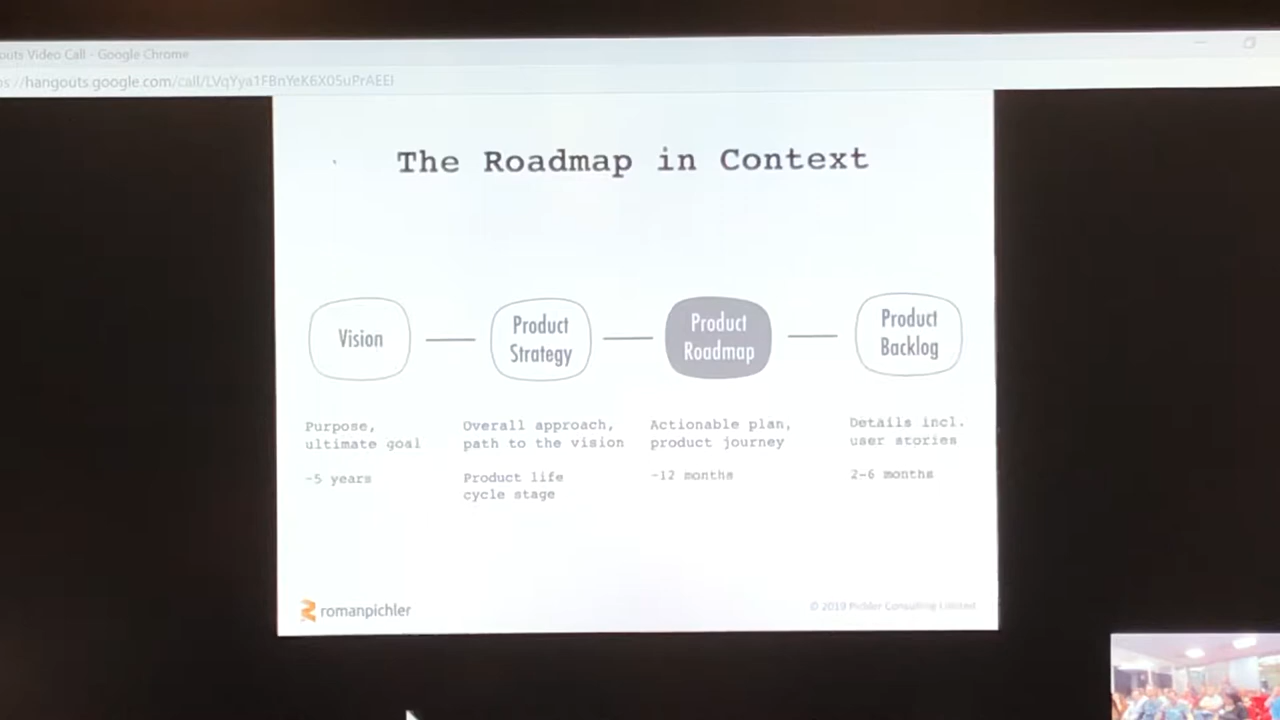 outs Video Call - Google Chrome
ps://hangouts.google.com/call/LVqYya1FBnYeK6X05uPrAEEI
The Roadmap in Context
Vision
Product
Strategy
Product
Roadmap
Product
Backlog
Purpose,
ultimate goal
~5 years
Overall approach,
path to the vision
Product life
cycle stage
Actionable plan,
product journey
~12 months
Details incl.
user stories
2-6 months
romanpichler
© 2019 Pichler Consulting Limited